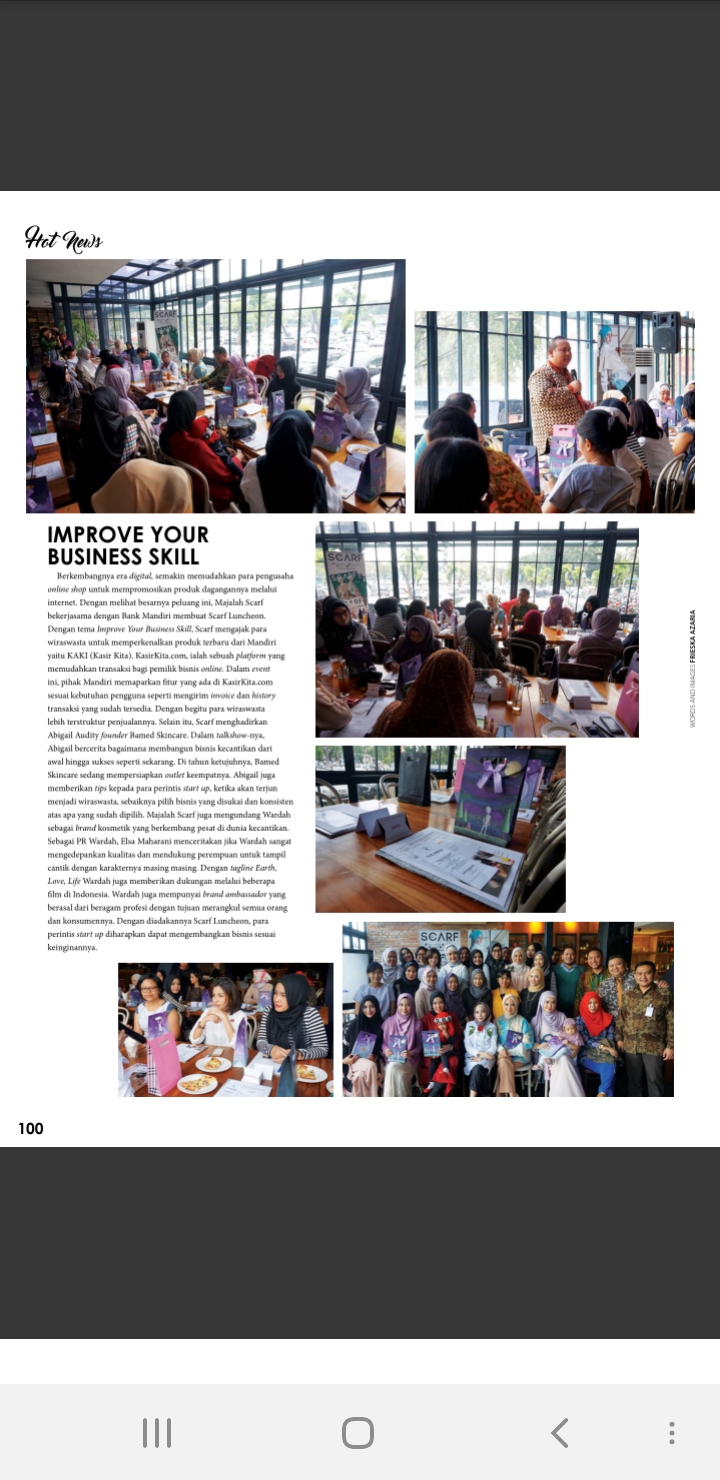 Hot News
SCARF
IMPROVE YOUR
BUSINESS SKILL
Berkembangnya era digital, semakin memudahkan para pengusaha
online shop untuk mempromosikan produk dagangannya melalui
internet. Dengan melihat besarnya peluang ini, Majalah Scarf
bekerjasama dengan Bank Mandiri membuat Scarf Luncheon.
Dengan tema Improve Your Business Skill, Scarf mengajak para
wiraswasta untuk memperkenalkan produk terbaru dari Mandiri
yaitu KAKI (Kasir Kita). KasirKita.com, ialah sebuah platform yang
memudahkan transaksi bagi pemilik bisnis online. Dalam event
ini, pihak Mandiri memaparkan fitur yang ada di KasirKita.com
sesuai kebutuhan pengguna seperti mengirim invoice dan history
transaksi yang sudah tersedia. Dengan begitu para wiraswasta
lebih terstruktur penjualannya. Selain itu, Scarf menghadirkan
Abigail Audity founder Bamed Skincare. Dalam talkshow-nya,
Abigail bercerita bagaimana membangun bisnis kecantikan dari
awal hingga sukses seperti sekarang. Di tahun ketujuhnya, Bamed
Skincare sedang mempersiapkan outlet keempatnya. Abigail juga
memberikan tips kepada para perintis start up, ketika akan terjun
menjadi wiraswasta, sebaiknya pilih bisnis yang disukai dan konsisten
atas apa yang sudah dipilih. Majalah Scarf juga mengundang Wardah
sebagai brand kosmetik yang berkembang pesat di dunia kecantikan.
Sebagai PR Wardah, Elsa Maharani menceritakan jika Wardah sangat
mengedepankan kualitas dan mendukung perempuan untuk tampil
cantik dengan karakternya masing masing. Dengan tagline Earth,
Love, Life Wardah juga memberikan dukungan melalui beberapa
film di Indonesia. Wardah juga mempunyai brand ambassador yang
berasal dari beragam profesi dengan tujuan merangkul semua orang
dan konsumennya. Dengan diadakannya Scarf Luncheon, para
perintis start up diharapkan dapat mengembangkan bisnis sesuai
keinginannya.
SCARF
WORDS AND IMAGES FRIESKA AZARIA
SCARF
100